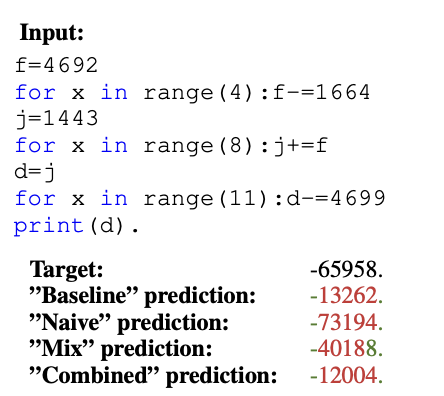 Input:
f=4692
for x in range(4):f-=1664
j=1443
for x in range(8):j+=f
d=j
for x in range(11):d-=4699
print(d).
Target: -65958.
”Baseline” prediction: -13262.
”Naive” prediction: -73194.
”Mix” prediction: -40188.
”Combined” prediction: -12004.